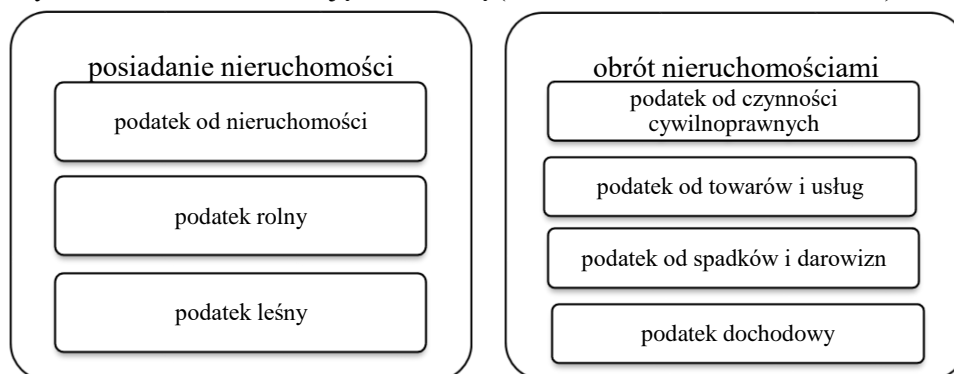 posiadanie nieruchomości
podatek od nieruchomości
podatek rolny
podatek leśny
obrót nieruchomościami
podatek od czynności
cywilnoprawnych
podatek od towarów i usług
podatek od spadków i darowizn
podatek dochodowy